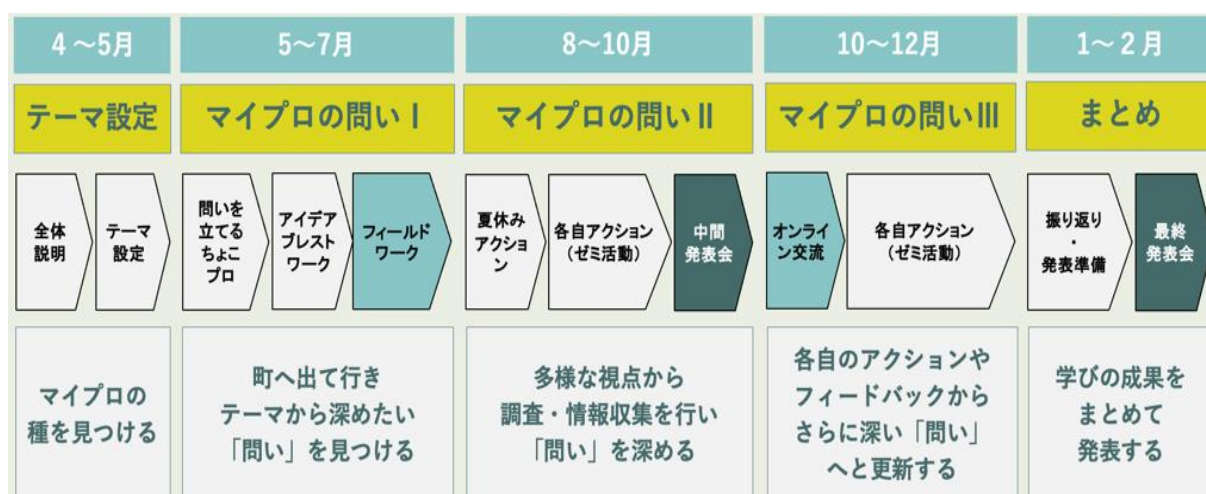 4～5月
5～7月
8～10月
10～12月
1～2月
テーマ設定
マイプロの問いⅠ
マイプロの問いⅡ
マイプロの問いⅢ
まとめ
全体
説明
テーマ
設定
問いを
立てる
ちょこ
プロ
アイデア
ブレスト
ワーク
フィールド
ワーク
夏休み
アクショ
ン
各自アクション
（ゼミ活動）
中間
発表会
オンライ
ン交流
各自アクション
（ゼミ活動）
振り返り
・
発表準備
最終
発表会
マイプロの
種を見つける
町へ出て行き
テーマから深めたい
「問い」を見つける
多様な視点から
調査・情報収集を行い
「問い」を深める
各自のアクションや
フィードバックから
さらに深い「問い」
へと更新する
学びの成果を
まとめて
発表する